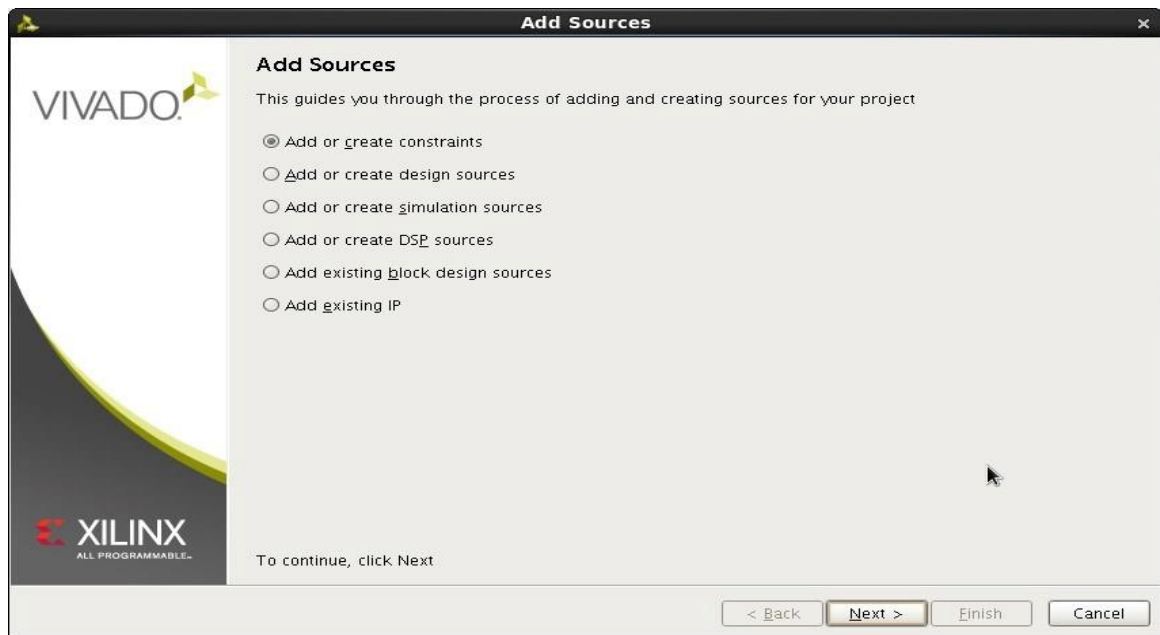 Add Sources
VIVADO.
Add Sources
This guides you through the process of adding and creating sources for your project
Add or create constraints
Add or create design sources
Add or create simulation sources
Add or create DSP sources
Add existing block design sources
Add existing IP
XILINX
ALL PROGRAMMABLE™
To continue, click Next
< Back
Next >
Finish
Cancel